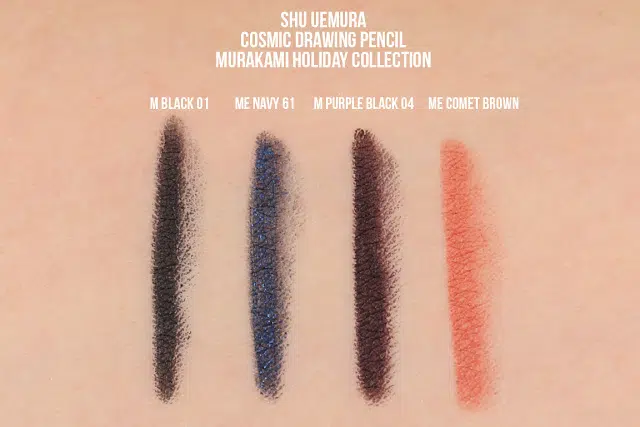 SHU UEMURA
COSMIC DRAWING PENCIL
MURAKAMI HOLIDAY COLLECTION
M BLACK 01 ME NAVY 61 M PURPLE BLACK 04 ME COMET BROWN